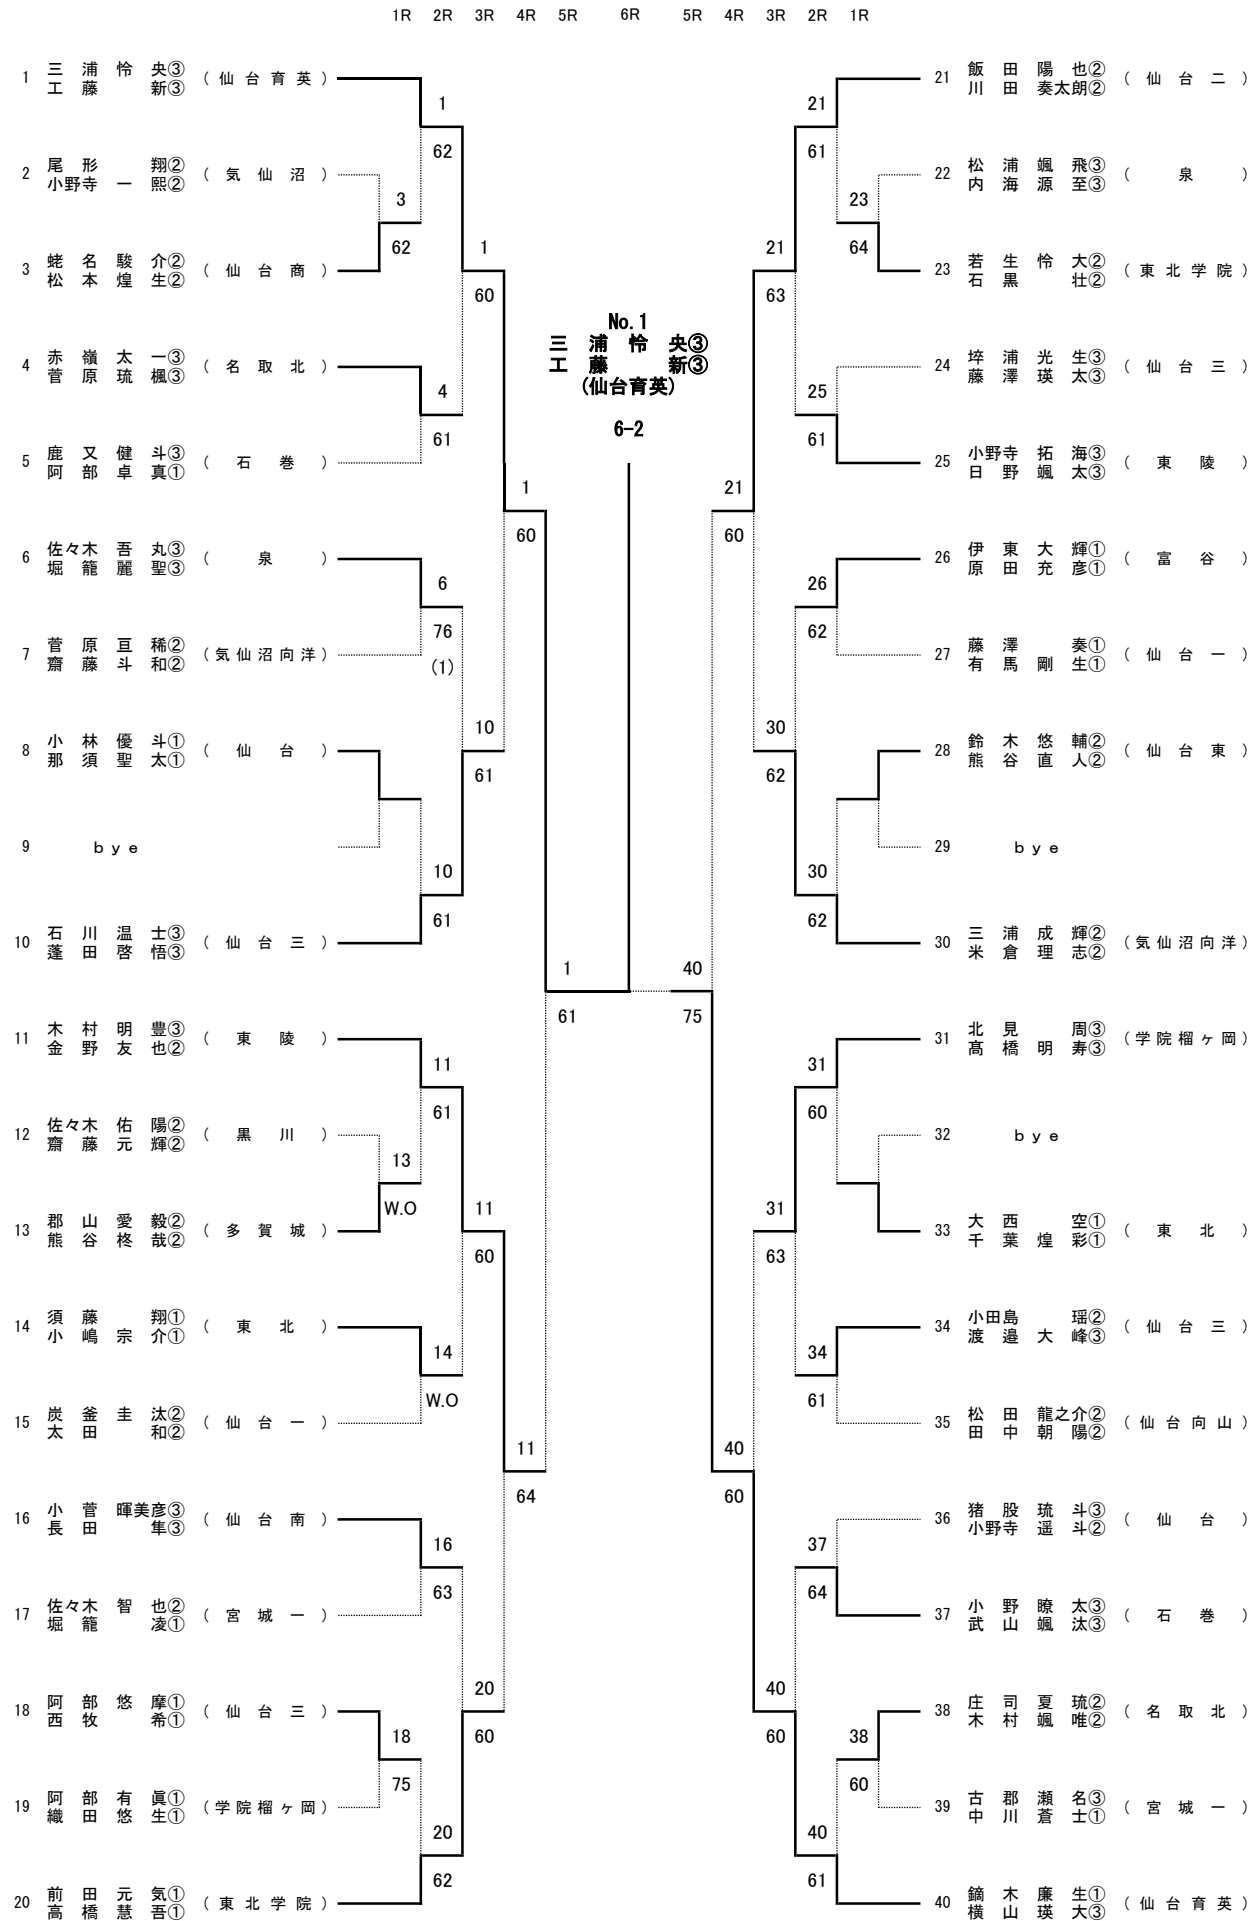 1R 2R 3R 4R 5R 6R 5R 4R 3R 2R 1R
1 三浦怜央③ 工藤新③ (仙台育英)
2 尾形翔② 小野寺一熙② (気仙沼)
3 蛯名駿介② 松本煌生② (仙台商)
4 赤嶺太一③ 菅原琉楓③ (名取北)
5 鹿又健斗③ 阿部卓真① (石巻)
6 佐々木吾丸③ 堀籠麗聖③ (泉)
7 菅原亘稀② 齋藤斗和② (気仙沼向洋)
8 小林優斗① 那須聖太① (仙台)
9 bye
10 石川温士③ 蓬田啓悟③ (仙台三)
11 木村明豊③ 金野友也② (東陵)
12 佐々木佑陽② 齋藤元輝② (黒川)
13 郡山愛毅② 熊谷柊哉② (多賀城)
14 須藤翔① 小嶋宗介① (東北)
15 炭釜圭汰② 太田和② (仙台一)
16 小菅暉美彦③ 長田隼③ (仙台南)
17 佐々木智也② 堀籠凌① (宮城一)
18 阿部悠摩① 西牧希① (仙台三)
19 阿部有眞① 織田悠生① (学院榴ヶ岡)
20 前田元気① 高橋慧吾① (東北学院)
3 62
13 W.O
18 75
1 62
4 61
6 76 (1)
10 61
11 61
14 W.O
16 63
20 62
1 60
10 61
11 60
20 60
1 60
11 64
1 61
No.1
三浦怜央③
工藤新③
(仙台育英)
6-2
40 75
21 60
40 60
21 63
30 62
31 63
40 60
21 61
25 61
26 62
30 62
31 60
34 61
37 64
40 61
23 64
38 60
21 飯田陽也② 川田奏太朗② (仙台二)
22 松浦颯飛③ 内海源至③ (泉)
23 若生怜大② 石黒壮② (東北学院)
24 埣浦光生③ 藤澤瑛太③ (仙台三)
25 小野寺拓海③ 日野颯太③ (東陵)
26 伊東大輝① 原田充彦① (富谷)
27 藤澤奏① 有馬剛生① (仙台一)
28 鈴木悠輔② 熊谷直人② (仙台東)
29 bye
30 三浦成輝② 米倉理志② (気仙沼向洋)
31 北見周③ 髙橋明寿③ (学院榴ヶ岡)
32 bye
33 大西空① 千葉煌彩① (東北)
34 小田島瑶② 渡邉大峰③ (仙台三)
35 松田龍之介② 田中朝陽② (仙台向山)
36 猪股琉斗③ 小野寺遥斗② (仙台)
37 小野瞭太③ 武山颯汰③ (石巻)
38 庄司夏琉② 木村颯唯② (名取北)
39 古郡瀬名③ 中川蒼士① (宮城一)
40 鏑木廉生① 横山瑛大③ (仙台育英)